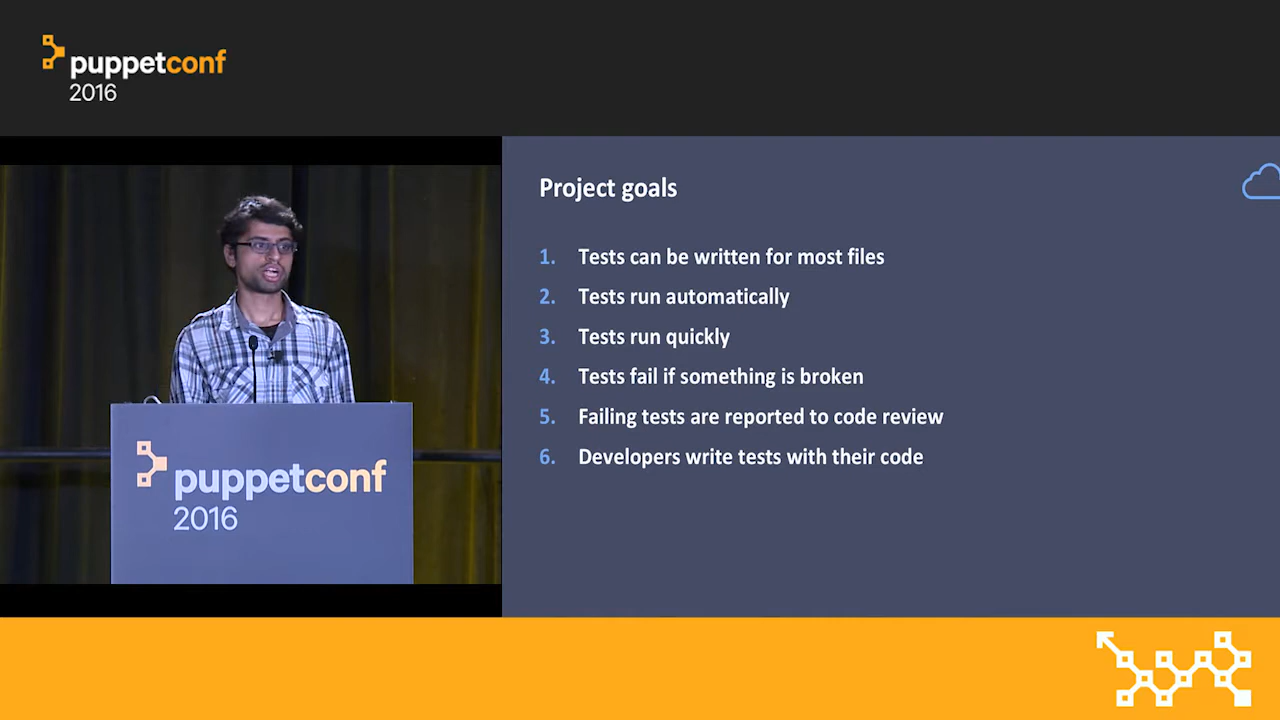 puppetconf
2016
Project goals
1. Tests can be written for most files
2. Tests run automatically
3. Tests run quickly
4. Tests fail if something is broken
5. Failing tests are reported to code review
6. Developers write tests with their code
puppetconf
2016